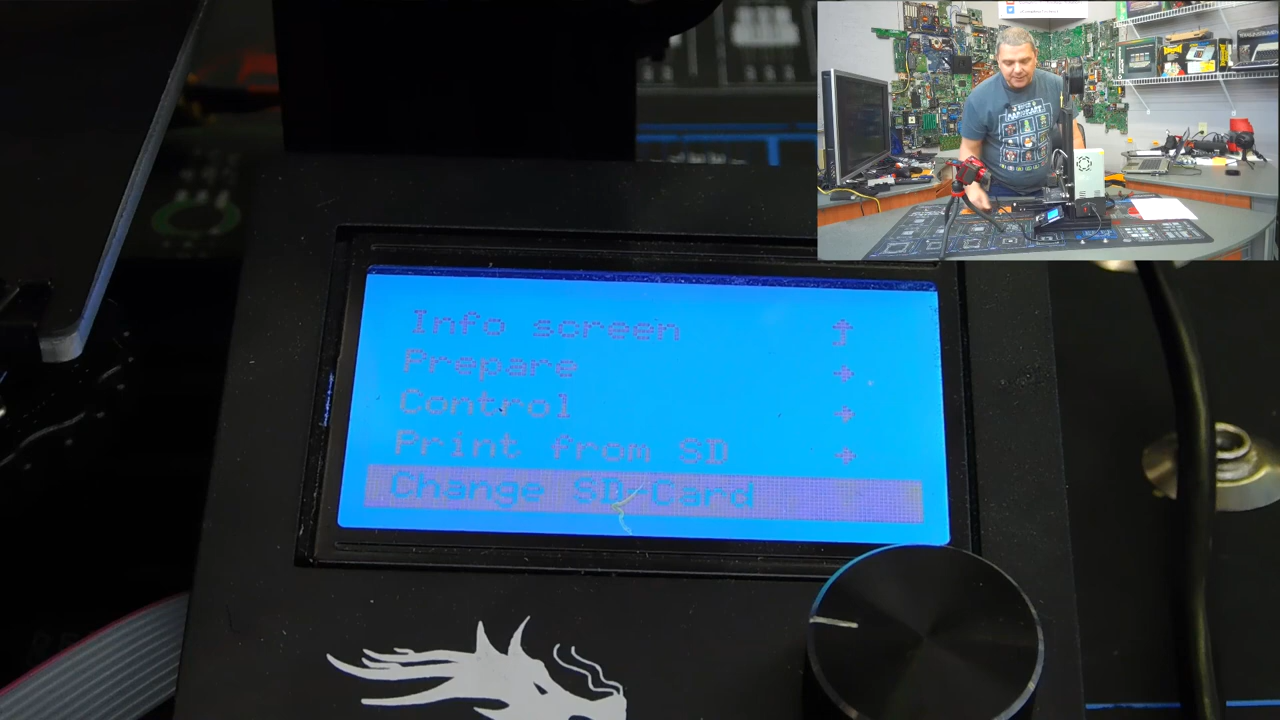 Info screen
Prepare
Control
Print from SD
Change SD-Card